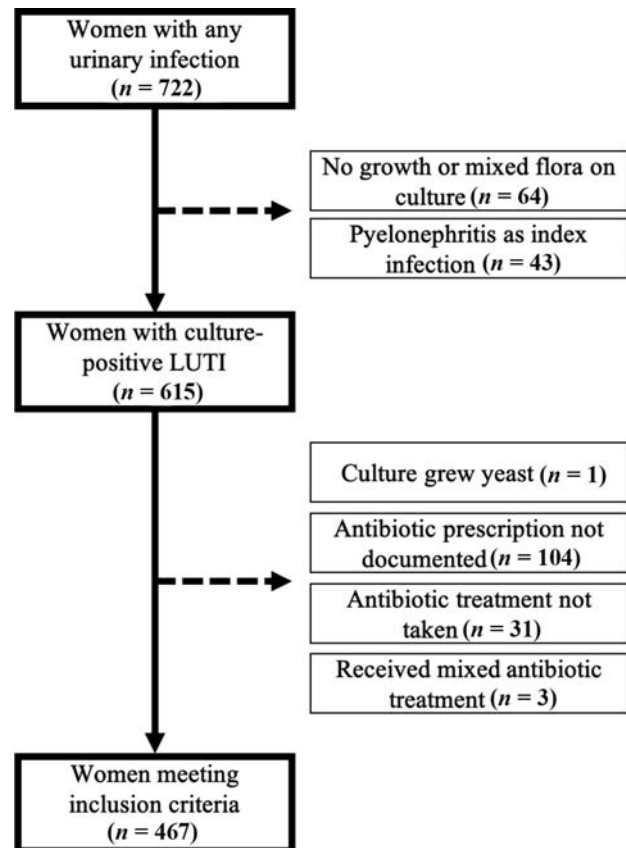 Women with any
urinary infection
(n = 722)
No growth or mixed flora on
culture (n = 64)
Pyelonephritis as index
infection (n = 43)
Women with culture-
positive LUTI
(n = 615)
Culture grew yeast (n = 1)
Antibiotic prescription not
documented (n = 104)
Antibiotic treatment not
taken (n = 31)
Received mixed antibiotic
treatment (n = 3)
Women meeting
inclusion criteria
(n = 467)